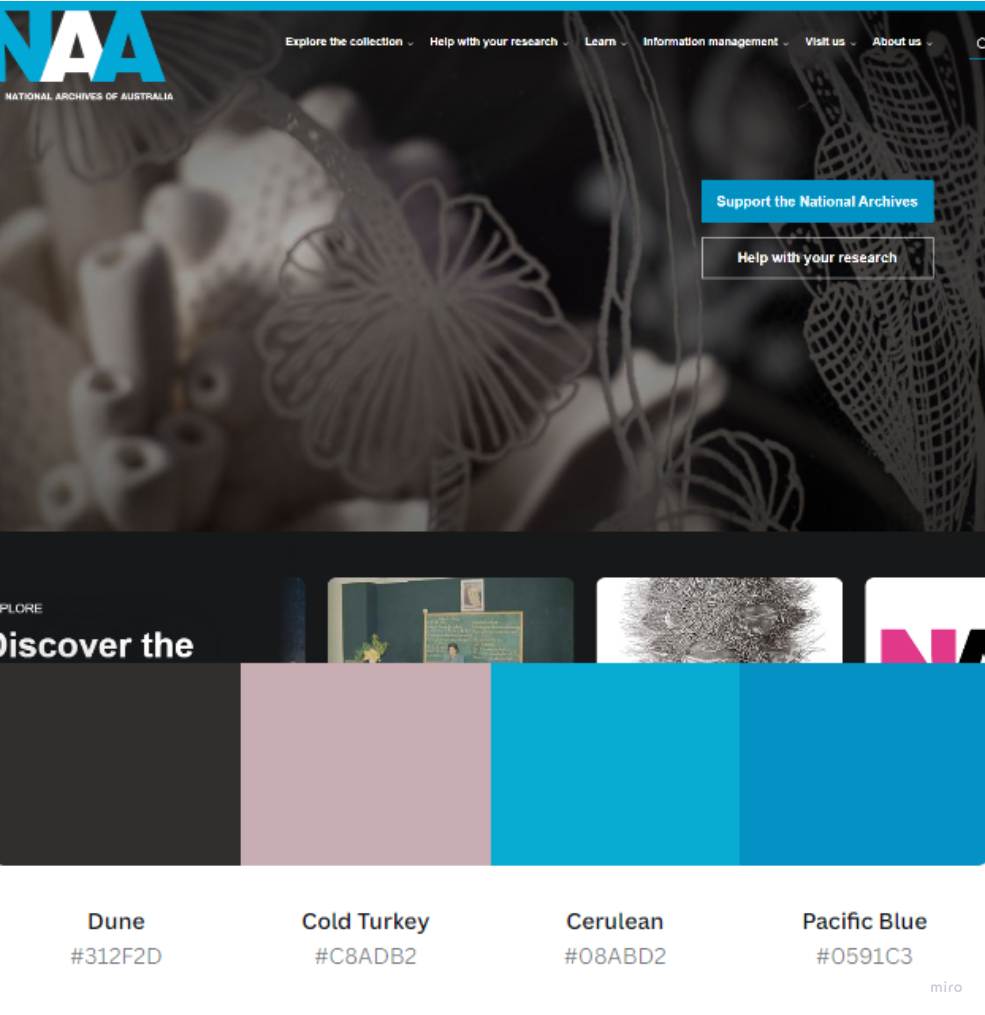 NAA
NATIONAL ARCHIVES OF AUSTRALIA
Explore the collection
Help with your research
Learn
Information management
Visit us
About us
Support the National Archives
Help with your research
PLORE
Discover the
NA
Dune
Cold Turkey
Cerulean
Pacific Blue
#312F2D
#C8ADB2
#08ABD2
#0591C3
miro